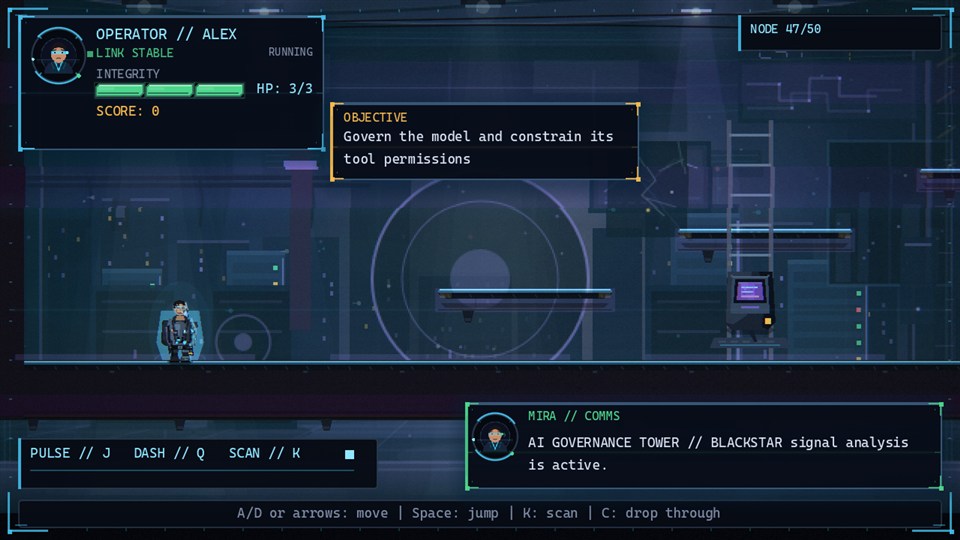 OPERATOR // ALEX
LINK STABLE
RUNNING
INTEGRITY
HP: 3/3
SCORE: 0
NODE 47/50
OBJECTIVE
Govern the model and constrain its
tool permissions
MIRA // COMMS
AI GOVERNANCE TOWER // BLACKSTAR signal analysis
is active.
PULSE // J DASH // Q SCAN // K
A/D or arrows: move | Space: jump | K: scan | C: drop through